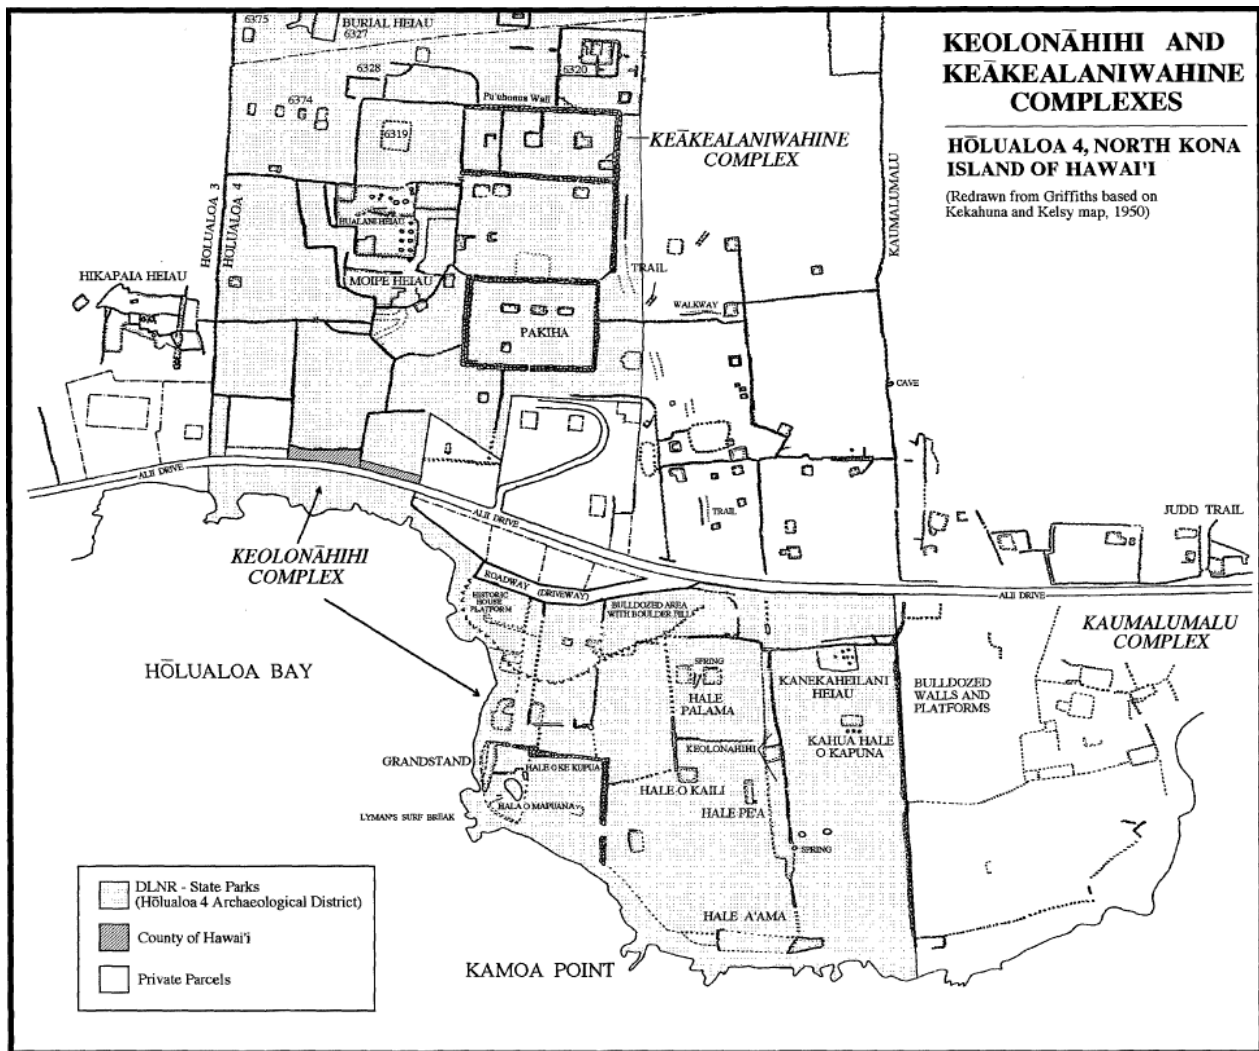 KEOLONĀHIHI AND
KEĀKEALANIWAHINE
COMPLEXES
HŌLUALOA 4, NORTH KONA
ISLAND OF HAWAI'I
(Redrawn from Griffiths based on
Kekahuna and Kelsy map, 1950)
6375
BURIAL HEIAU
6327
6328
6320
6374
Pu'uhonua Wall
6319
KEĀKEALANIWAHINE
COMPLEX
HOLUALOA 3
HOLUALOA 4
KAUMALUMALU
HUALANI HEIAU
HIKAPAIA HEIAU
MOIPE HEIAU
TRAIL
WALKWAY
PAKIHA
CAVE
ALII DRIVE
ALII DRIVE
TRAIL
JUDD TRAIL
KEOLONĀHIHI
COMPLEX
ROADWAY (DRIVEWAY)
HISTORIC
HOUSE
PLATFORM
BULLDOZED AREA
WITH BOULDER PILL
ALII DRIVE
KAUMALUMALU
COMPLEX
HŌLUALOA BAY
SPRING
HALE
PALAMA
KANEKAHEILANI
HEIAU
BULLDOZED
WALLS AND
PLATFORMS
KEOLONAHIHI
KAHUA HALE
O KAPUNA
GRANDSTAND
HALE O KE KUPUA
HALE O KAILI
HALA O MAPUANA
HALE PE'A
LYMAN'S SURF BREAK
SPRING
HALE A'AMA
KAMOA POINT
DLNR - State Parks
(Hōlualoa 4 Archaeological District)
County of Hawai'i
Private Parcels